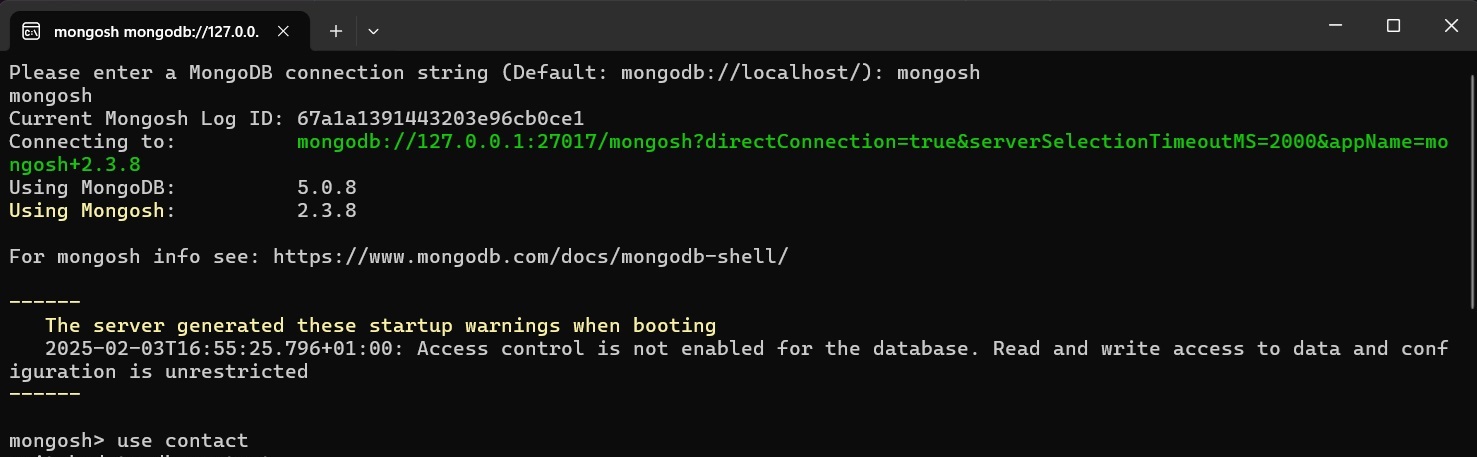 mongosh mongodb://127.0.0.
Please enter a MongoDB connection string (Default: mongodb://localhost/): mongosh
mongosh
Current Mongosh Log ID: 67a1a1391443203e96cb0ce1
Connecting to: mongodb://127.0.0.1:27017/mongosh?directConnection=true&serverSelectionTimeoutMS=2000&appName=mo
ngosh+2.3.8
Using MongoDB: 5.0.8
Using Mongosh: 2.3.8
For mongosh info see: https://www.mongodb.com/docs/mongodb-shell/
------
The server generated these startup warnings when booting
2025-02-03T16:55:25.796+01:00: Access control is not enabled for the database. Read and write access to data and conf
iguration is unrestricted
------
mongosh> use contact